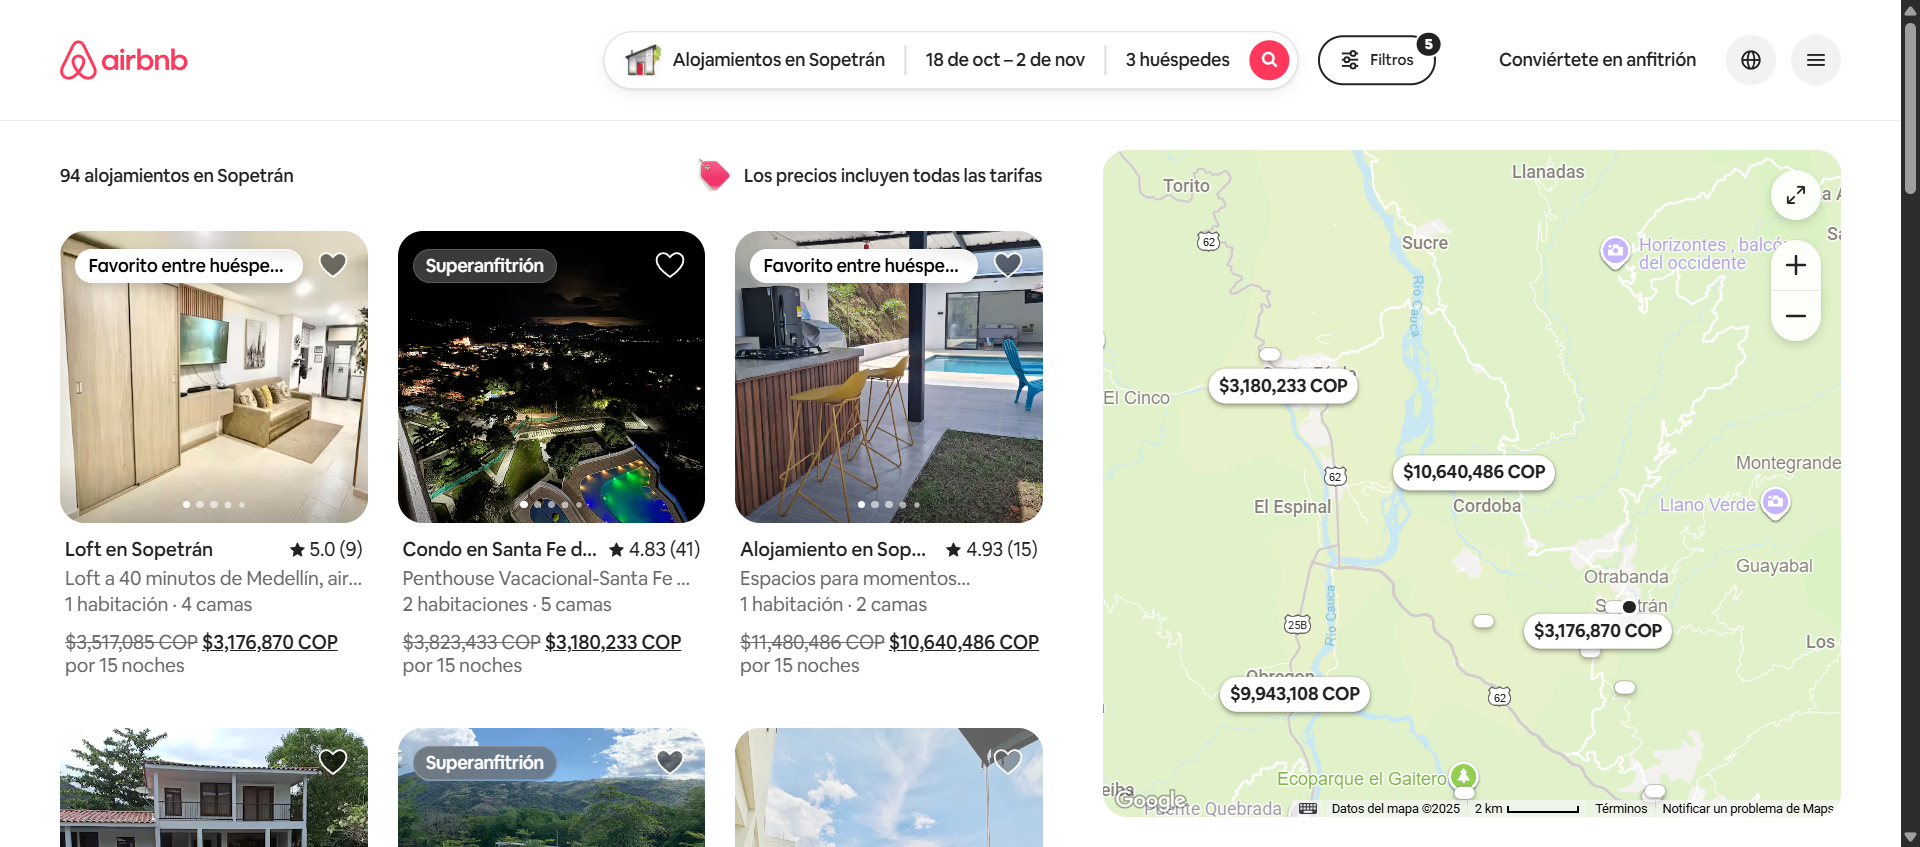 airbnb
Alojamientos en Sopetrán
18 de oct – 2 de nov
3 huéspedes
Filtros
5
Conviértete en anfitrión
94 alojamientos en Sopetrán
Los precios incluyen todas las tarifas
Favorito entre huéspe...
Superanfitrión
Favorito entre huéspe...
Loft en Sopetrán
5.0 (9)
Loft a 40 minutos de Medellín, air...
1 habitación · 4 camas
$3,517,085 COP $3,176,870 COP
por 15 noches
Condo en Santa Fe d...
4.83 (41)
Penthouse Vacacional-Santa Fe ...
2 habitaciones · 5 camas
$3,823,433 COP $3,180,233 COP
por 15 noches
Alojamiento en Sop...
4.93 (15)
Espacios para momentos...
1 habitación · 2 camas
$11,480,486 COP $10,640,486 COP
por 15 noches
Superanfitrión
Llanadas
Torito
62
Sucre
Horizontes , balcó
del occidente
Río Cauca
$3,180,233 COP
El Cinco
$10,640,486 COP
Montegrande
62
El Espinal
Cordoba
Llano Verde
Guayabal
Otrabanda
Río Cauca
25B
$3,176,870 COP
Los
Obregon
$9,943,108 COP
62
Ecoparque el Gaitero
Google
Puente Quebrada
Datos del mapa ©2025
2 km
Términos
Notificar un problema de Maps